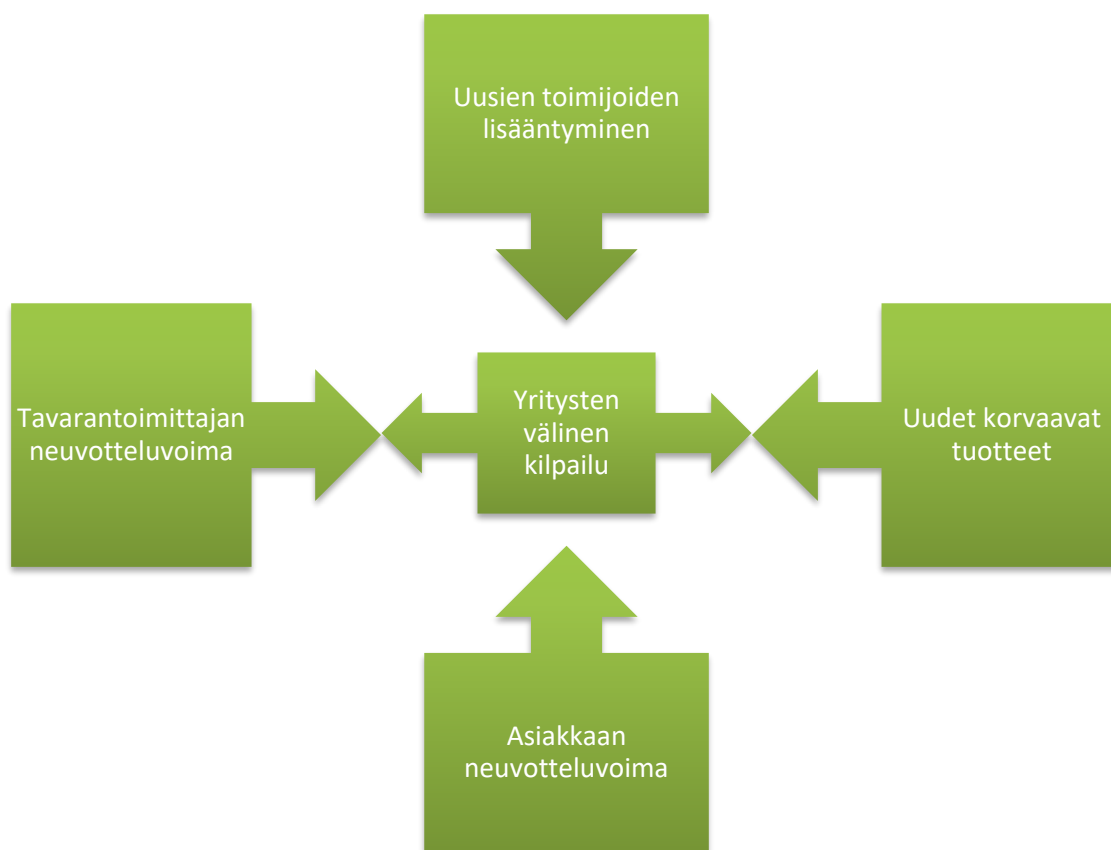 Uusien toimijoiden
lisääntyminen
Tavarantoimittajan
neuvotteluvoima
Yritysten
välinen
kilpailu
Uudet korvaavat
tuotteet
Asiakkaan
neuvotteluvoima